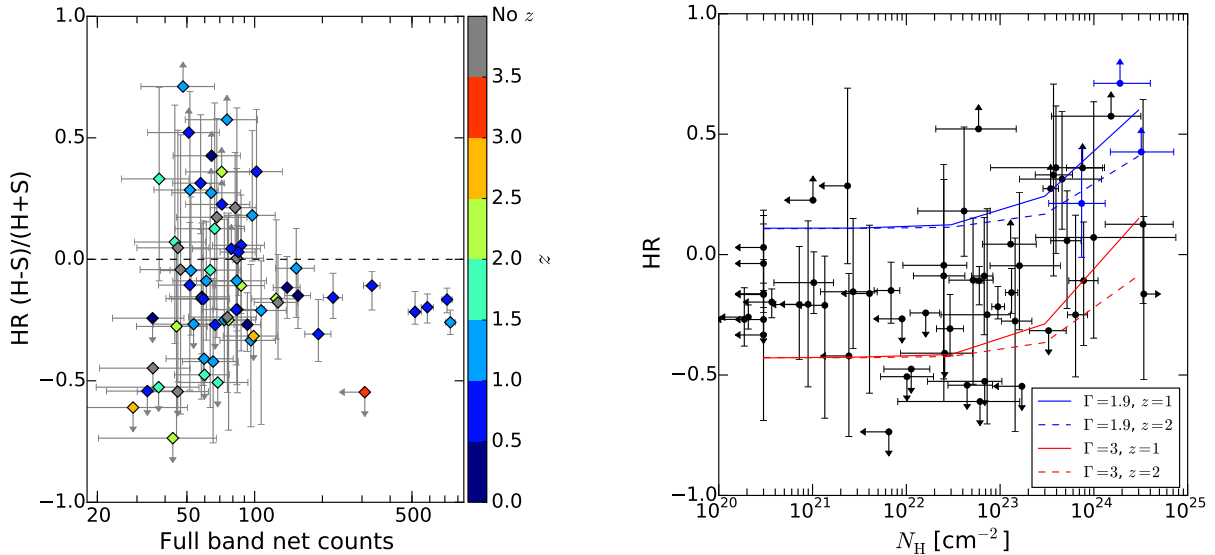 1.0
0.5
0.0
−0.5
−1.0
HR (H-S)/(H+S)
20
50
100
500
Full band net counts
No z
3.5
3.0
2.5
2.0
1.5
1.0
0.5
0.0
z
1.0
0.5
0.0
−0.5
−1.0
HR
Γ=1.9, z=1
Γ=1.9, z=2
Γ=3, z=1
Γ=3, z=2
10^20
10^21
10^22
10^23
10^24
10^25
N_H [cm^−2]